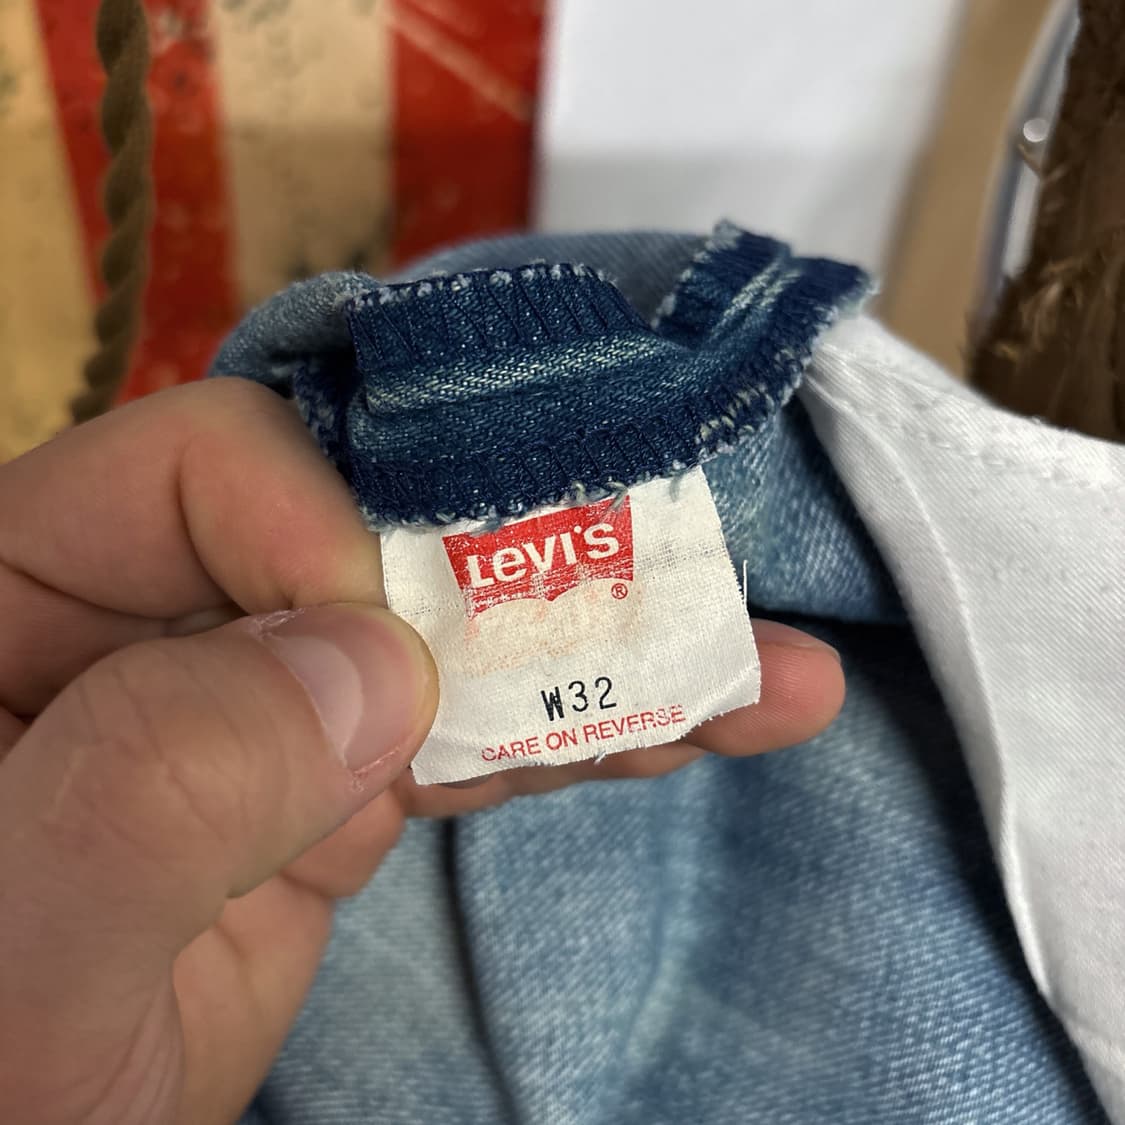 Levi's
®
W32
CARE ON REVERSE